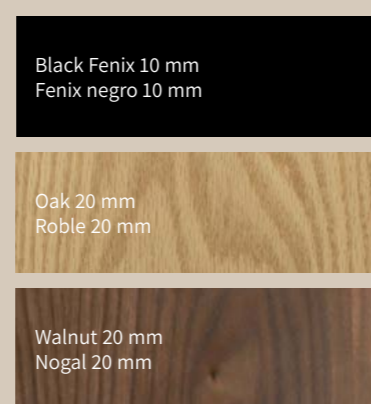 Black Fenix 10 mm
Fenix negro 10 mm
Oak 20 mm
Roble 20 mm
Walnut 20 mm
Nogal 20 mm